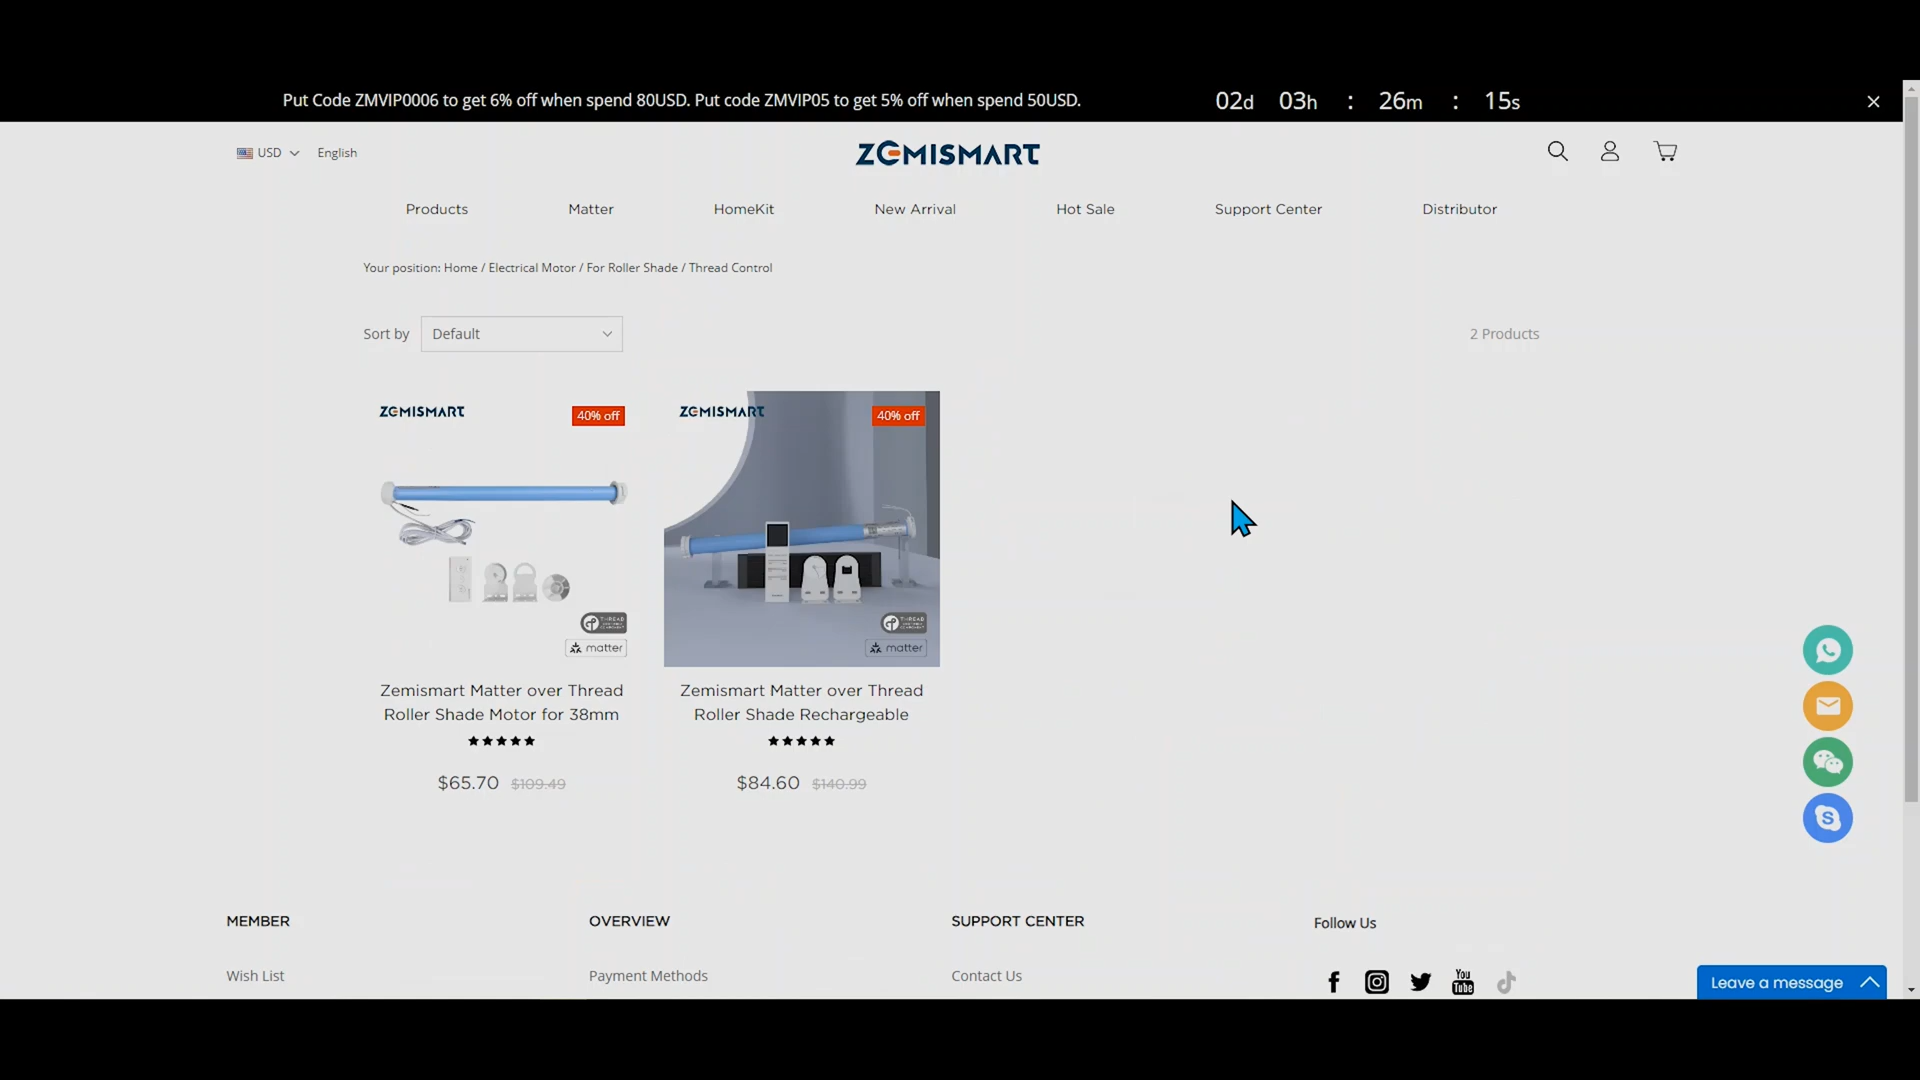 Put Code ZMVIP0006 to get 6% off when spend 80USD. Put code ZMVIP05 to get 5% off when spend 50USD.
02d 03h : 26m : 15s
USD English
ZEMISMART
Products Matter HomeKit New Arrival Hot Sale Support Center Distributor
Your position: Home / Electrical Motor / For Roller Shade / Thread Control
Sort by Default 2 Products
ZEMISMART 40% off
matter
Zemismart Matter over Thread
Roller Shade Motor for 38mm
$65.70 $109.49
ZEMISMART 40% off
matter
Zemismart Matter over Thread
Roller Shade Rechargeable
$84.60 $140.99
MEMBER OVERVIEW SUPPORT CENTER Follow Us
Wish List Payment Methods Contact Us
You
Tube
Leave a message